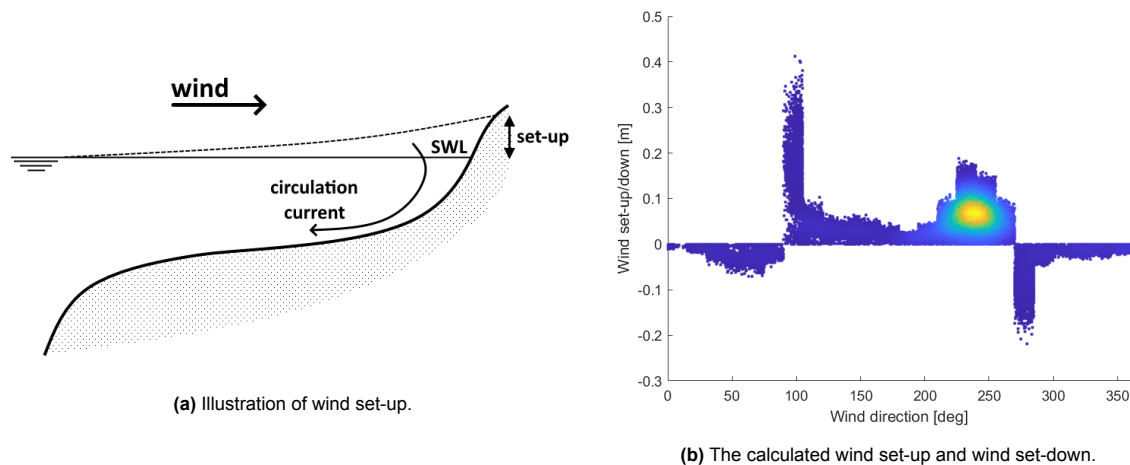 wind
SWL
set-up
circulation
current
(a) Illustration of wind set-up.
Wind set-up/down [m]
0.5
0.4
0.3
0.2
0.1
0
-0.1
-0.2
-0.3
0 50 100 150 200 250 300 350
Wind direction [deg]
(b) The calculated wind set-up and wind set-down.